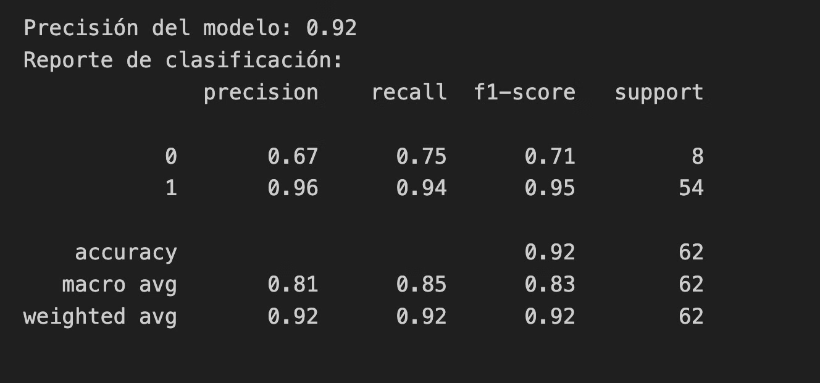 Precisión del modelo: 0.92
Reporte de clasificación:
precision recall f1-score support
0 0.67 0.75 0.71 8
1 0.96 0.94 0.95 54
accuracy 0.92 62
macro avg 0.81 0.85 0.83 62
weighted avg 0.92 0.92 0.92 62